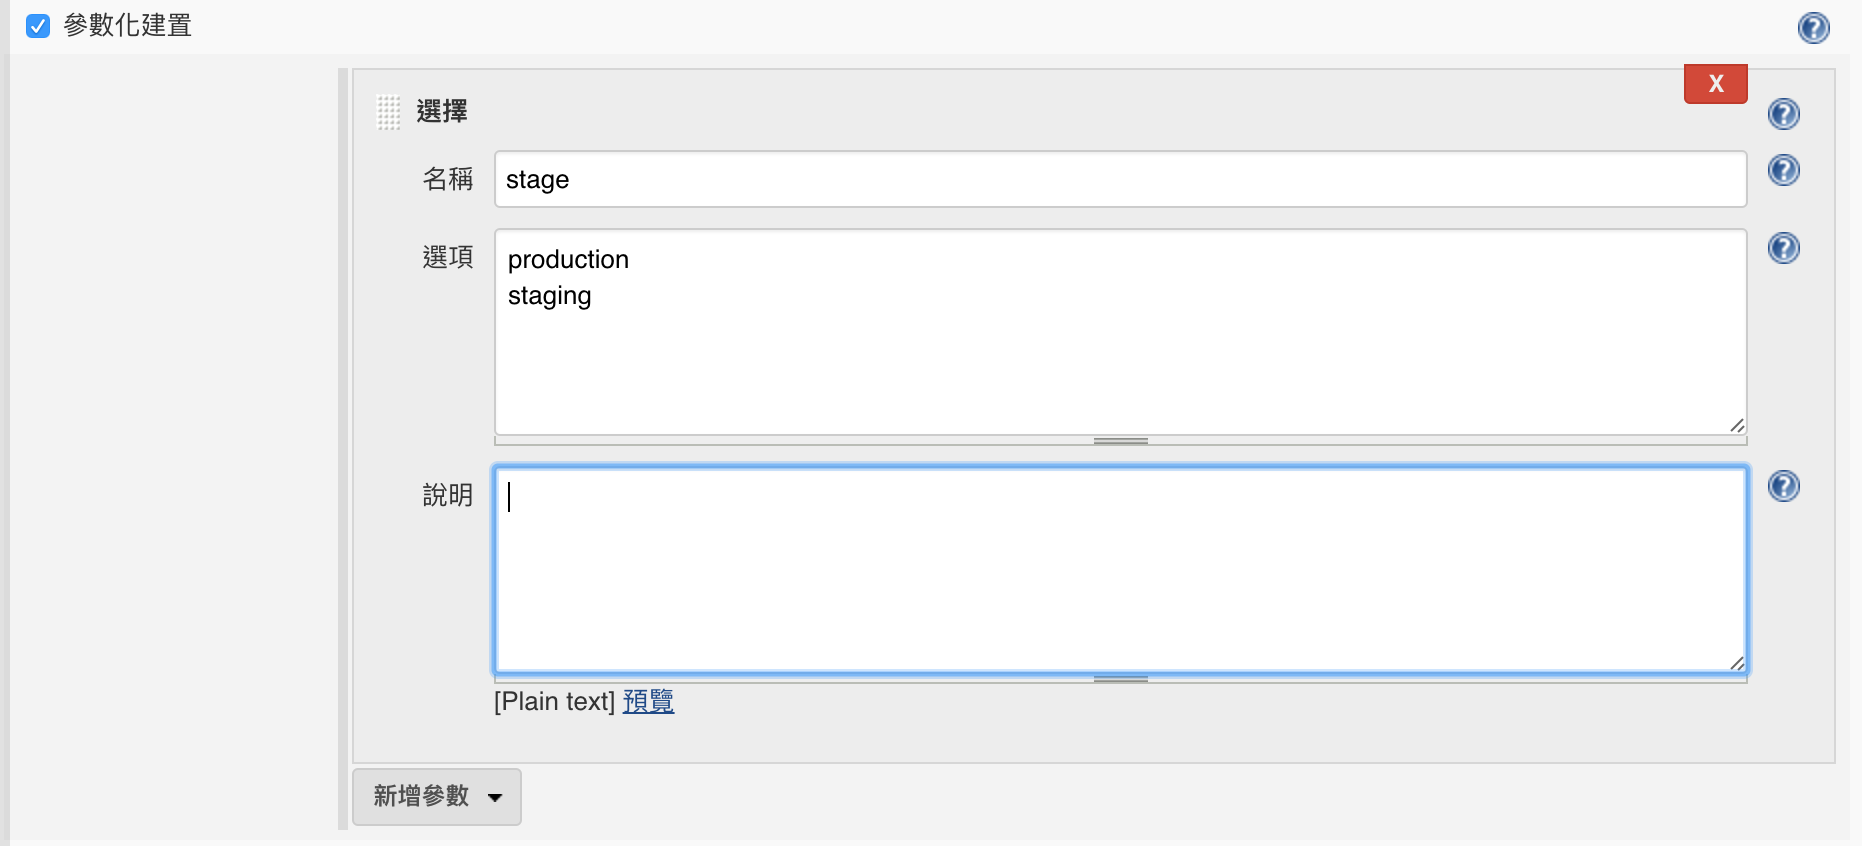 參數化建置
X
選擇
名稱 stage
選項 production
staging
說明
[Plain text] 預覽
新增參數